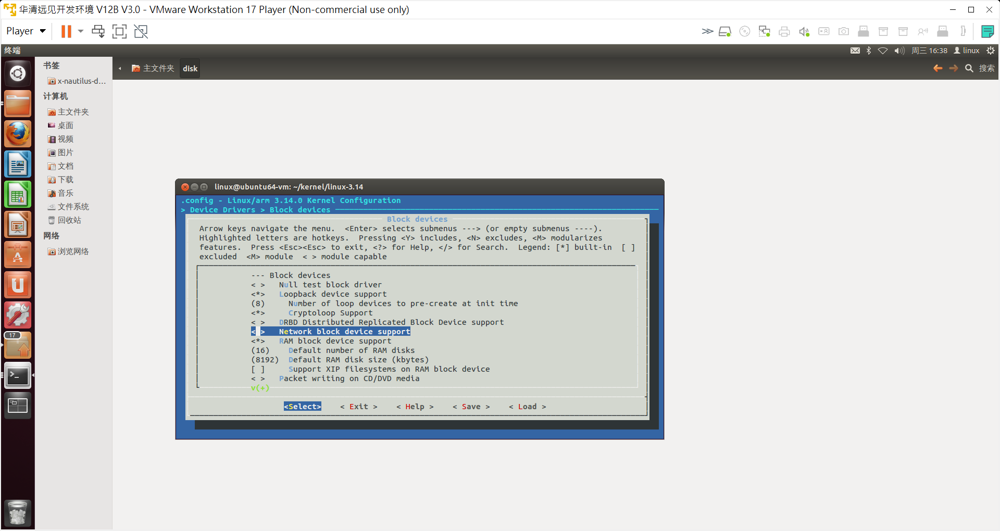 华清远见开发环境 V12B V3.0 - VMware Workstation 17 Player (Non-commercial use only)
Player
终端
周三 16:38
linux
书签
x-nautilus-d...
计算机
主文件夹
桌面
视频
图片
文档
下载
音乐
文件系统
回收站
网络
浏览网络
主文件夹
disk
搜索
17
linux@ubuntu64-vm: ~/kernel/linux-3.14
.config - Linux/arm 3.14.0 Kernel Configuration
> Device Drivers > Block devices
Block devices
Arrow keys navigate the menu.  <Enter> selects submenus ---> (or empty submenus ----).
Highlighted letters are hotkeys.  Pressing <Y> includes, <N> excludes, <M> modularizes
features.  Press <Esc><Esc> to exit, <?> for Help, </> for Search.  Legend: [*] built-in  [ ]
excluded  <M> module  < > module capable
--- Block devices
< >   Null test block driver
<*>   Loopback device support
(8)     Number of loop devices to pre-create at init time
<*>     Cryptoloop Support
< >   DRBD Distributed Replicated Block Device support
< >   Network block device support
<*>   RAM block device support
(16)    Default number of RAM disks
(8192)  Default RAM disk size (kbytes)
[ ]     Support XIP filesystems on RAM block device
< >   Packet writing on CD/DVD media
v(+)
<Select>    < Exit >    < Help >    < Save >    < Load >